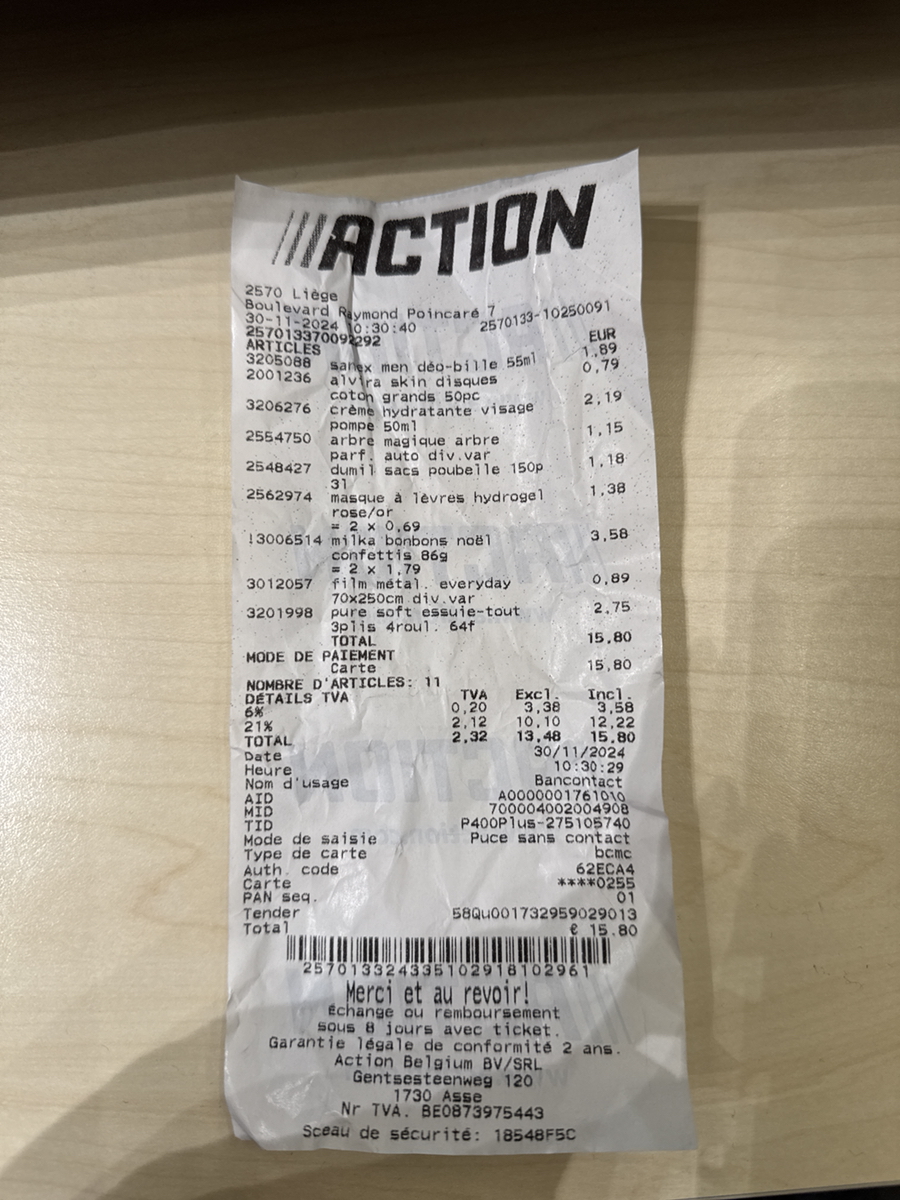 ACTION
2570 Liège
Boulevard Raymond Poincaré 7
30-11-2024 10:30:40 2570133-10250091
257013370092292
EUR
ARTICLES
3205088 sanex men déo-bille 55ml 1,89
2001236 alvira skin disques 0,79
coton grands 50pc
3206276 crème hydratante visage 2,19
pompe 50ml
2554750 arbre magique arbre 1,15
parf. auto div.var
2548427 dumil sacs poubelle 150p 1,18
3l
2562974 masque à lèvres hydrogel 1,38
rose/or
= 2 x 0,69
!3006514 milka bonbons noël 3,58
confettis 86g
= 2 x 1,79
3012057 film métal. everyday 0,89
70x250cm div.var
3201998 pure soft essuie-tout 2,75
3plis 4roul. 64f
TOTAL 15,80
MODE DE PAIEMENT
Carte 15,80
NOMBRE D'ARTICLES: 11
DÉTAILS TVA TVA Excl. Incl.
6% 0,20 3,38 3,58
21% 2,12 10,10 12,22
TOTAL 2,32 13,48 15,80
Date 30/11/2024
Heure 10:30:29
Nom d'usage Bancontact
AID A0000001761010
MID 700004002004908
TID P400Plus-275105740
Mode de saisie Puce sans contact
Type de carte bcmc
Auth. code 62ECA4
Carte ****0255
PAN seq. 01
Tender 58Qu001732959029013
Total € 15.80
2570133243351029181029​61
Merci et au revoir!
Échange ou remboursement
sous 8 jours avec ticket.
Garantie légale de conformité 2 ans.
Action Belgium BV/SRL
Gentsesteenweg 120
1730 Asse
Nr TVA. BE0873975443
Sceau de sécurité: 18548F5C